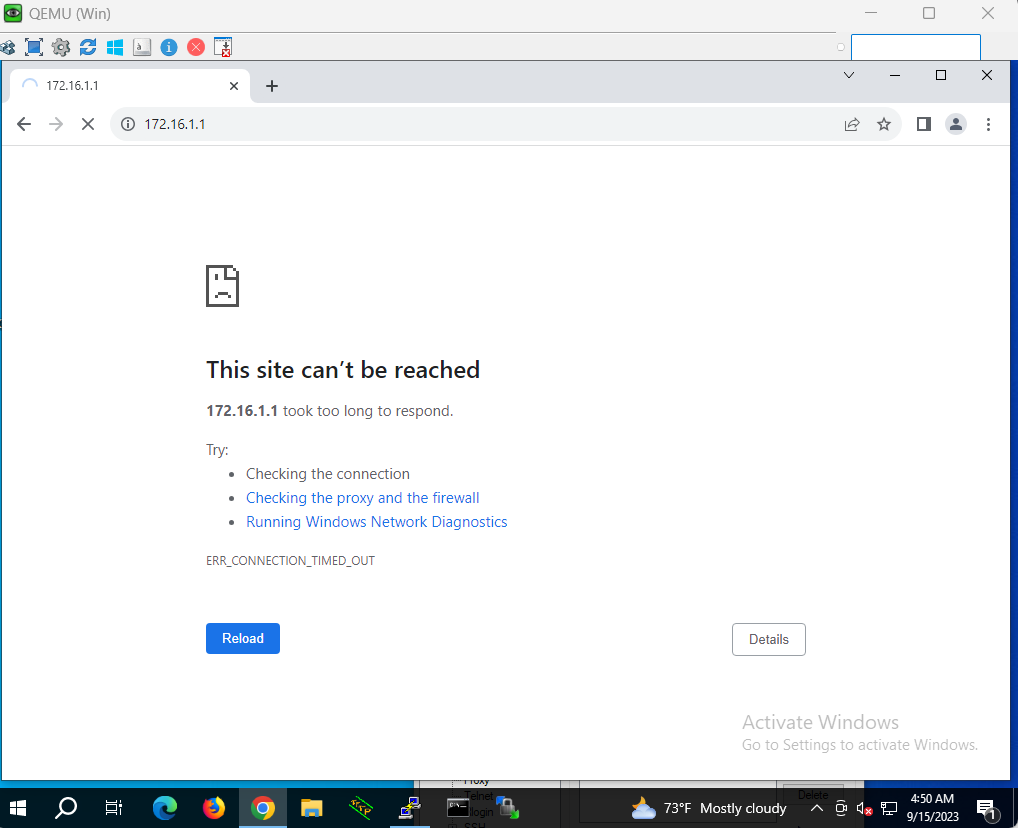 QEMU (Win)
172.16.1.1
172.16.1.1
This site can’t be reached
172.16.1.1 took too long to respond.
Try:
Checking the connection
Checking the proxy and the firewall
Running Windows Network Diagnostics
ERR_CONNECTION_TIMED_OUT
Reload
Details
Activate Windows
Go to Settings to activate Windows.
Proxy
Telnet
Rlogin
SSH
Delete
73°F Mostly cloudy
4:50 AM
9/15/2023
1